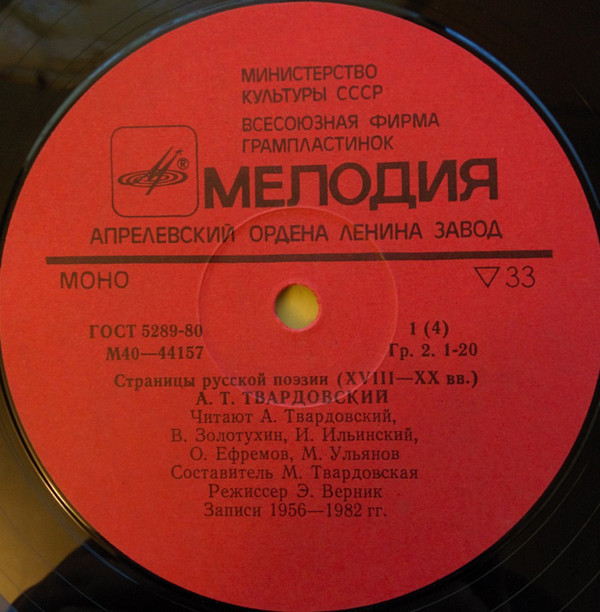 МИНИСТЕРСТВО
КУЛЬТУРЫ СССР
ВСЕСОЮЗНАЯ ФИРМА
ГРАМПЛАСТИНОК
® МЕЛОДИЯ
АПРЕЛЕВСКИЙ ОРДЕНА ЛЕНИНА ЗАВОД
МОНО ▽33
ГОСТ 5289-80 1 (4)
М40—44157 Гр. 2. 1-20
Страницы русской поэзии (XVIII—XX вв.)
А. Т. ТВАРДОВСКИЙ
Читают А. Твардовский,
В. Золотухин, И. Ильинский,
О. Ефремов, М. Ульянов
Составитель М. Твардовская
Режиссер Э. Верник
Записи 1956—1982 гг.